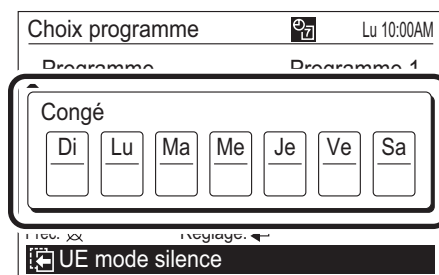 Choix programme Lu 10:00AM
Programme Programme 1
Congé
Di Lu Ma Me Je Ve Sa
Préc. Réglage:
UE mode silence